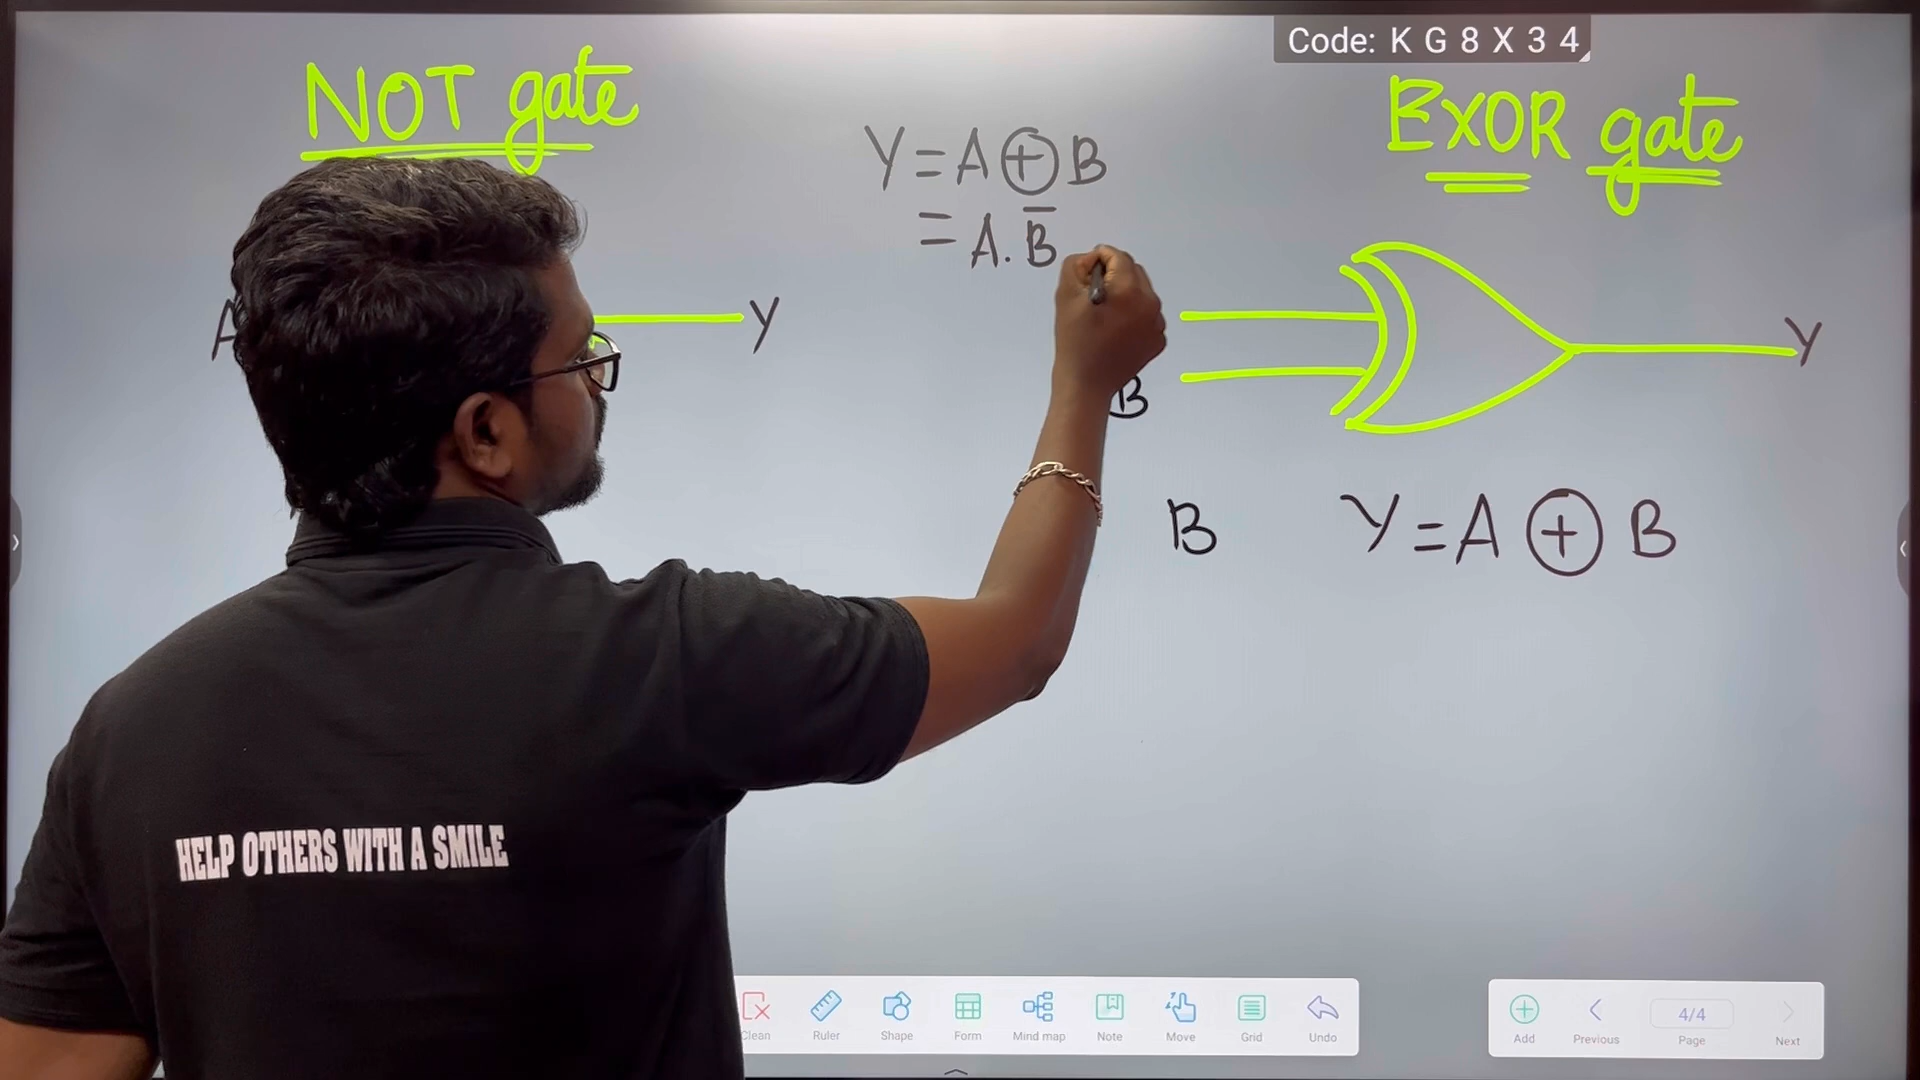 Code: K G 8 X 3 4
NOT gate
EXOR gate
Y = A ⊕ B
= A . B̅
A
Y
Y
B
B
Y = A ⊕ B
HELP OTHERS WITH A SMILE
Clean
Ruler
Shape
Form
Mind map
Note
Move
Grid
Undo
Add
Previous
4/4
Page
Next